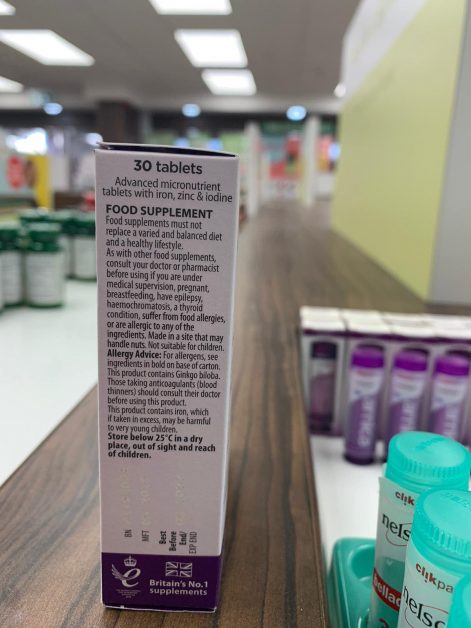 30 tablets
Advanced micronutrient
tablets with iron, zinc & iodine
FOOD SUPPLEMENT
Food supplements must not
replace a varied and balanced diet
and a healthy lifestyle.
As with other food supplements,
consult your doctor or pharmacist
before using if you are under
medical supervision, pregnant,
breastfeeding, have epilepsy,
haemochromatosis, a thyroid
condition, suffer from food allergies,
or are allergic to any of the
ingredients. Made in a site that may
handle nuts. Not suitable for children.
Allergy Advice: For allergens, see
ingredients in bold on base of carton.
This product contains Ginkgo biloba.
Those taking anticoagulants (blood
thinners) should consult their doctor
before using this product.
This product contains iron, which
if taken in excess, may be harmful
to very young children.
Store below 25°C in a dry
place, out of sight and reach
of children.
BN
MFT
Best
Before
End/
EXP END
Britain's No.1
supplements
clikpa
nels
clikpa
nelso